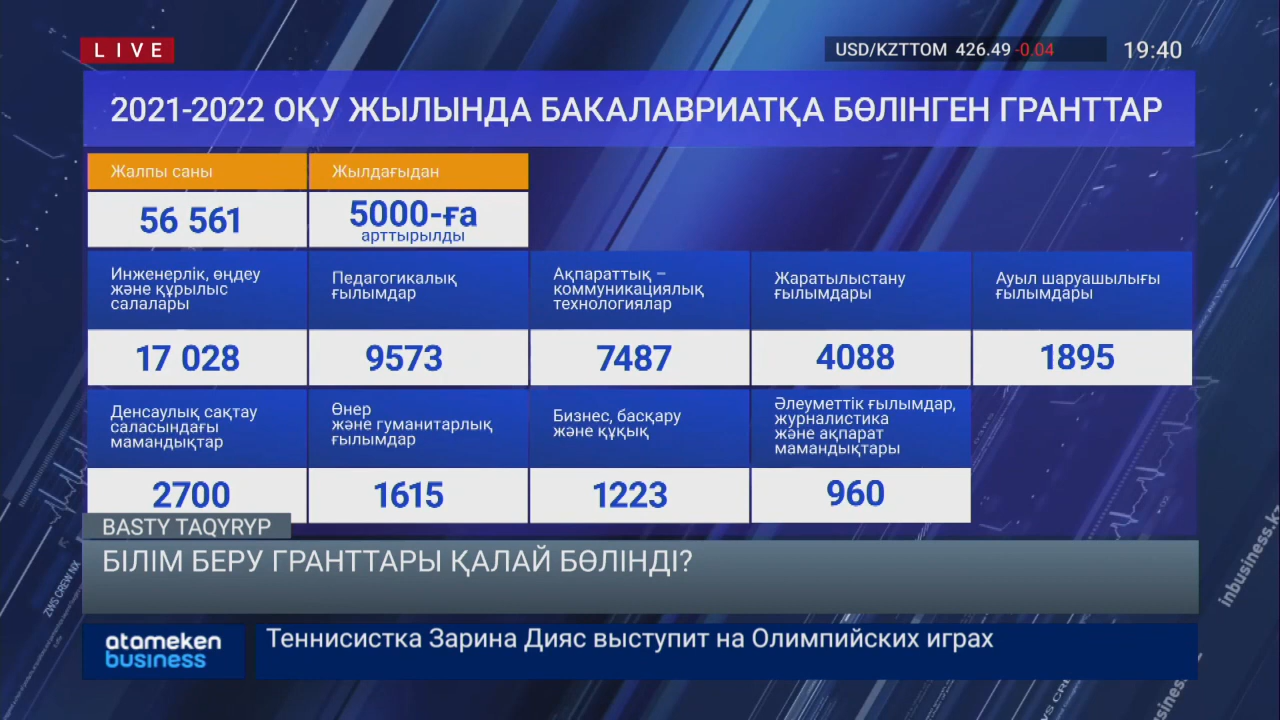 LIVE
USD/KZTTOM 426.49 -0.04
19:40
2021-2022 ОҚУ ЖЫЛЫНДА БАКАЛАВРИАТҚА БӨЛІНГЕН ГРАНТТАР
Жалпы саны
Жылдағыдан
56 561
5000-ға
арттырылды
Инженерлік, өңдеу
және құрылыс
салалары
Педагогикалық
ғылымдар
Ақпараттық –
коммуникациялық
технологиялар
Жаратылыстану
ғылымдары
Ауыл шаруашылығы
ғылымдары
17 028
9573
7487
4088
1895
Денсаулық сақтау
саласындағы
мамандықтар
Өнер
және гуманитарлық
ғылымдар
Бизнес, басқару
және құқық
Әлеуметтік ғылымдар,
журналистика
және ақпарат
мамандықтары
2700
1615
1223
960
BASTY TAQYRYP
БІЛІМ БЕРУ ГРАНТТАРЫ ҚАЛАЙ БӨЛІНДІ?
atameken
business
Теннисистка Зарина Дияс выступит на Олимпийских играх
inbusiness.kz
ZWS CREW NX